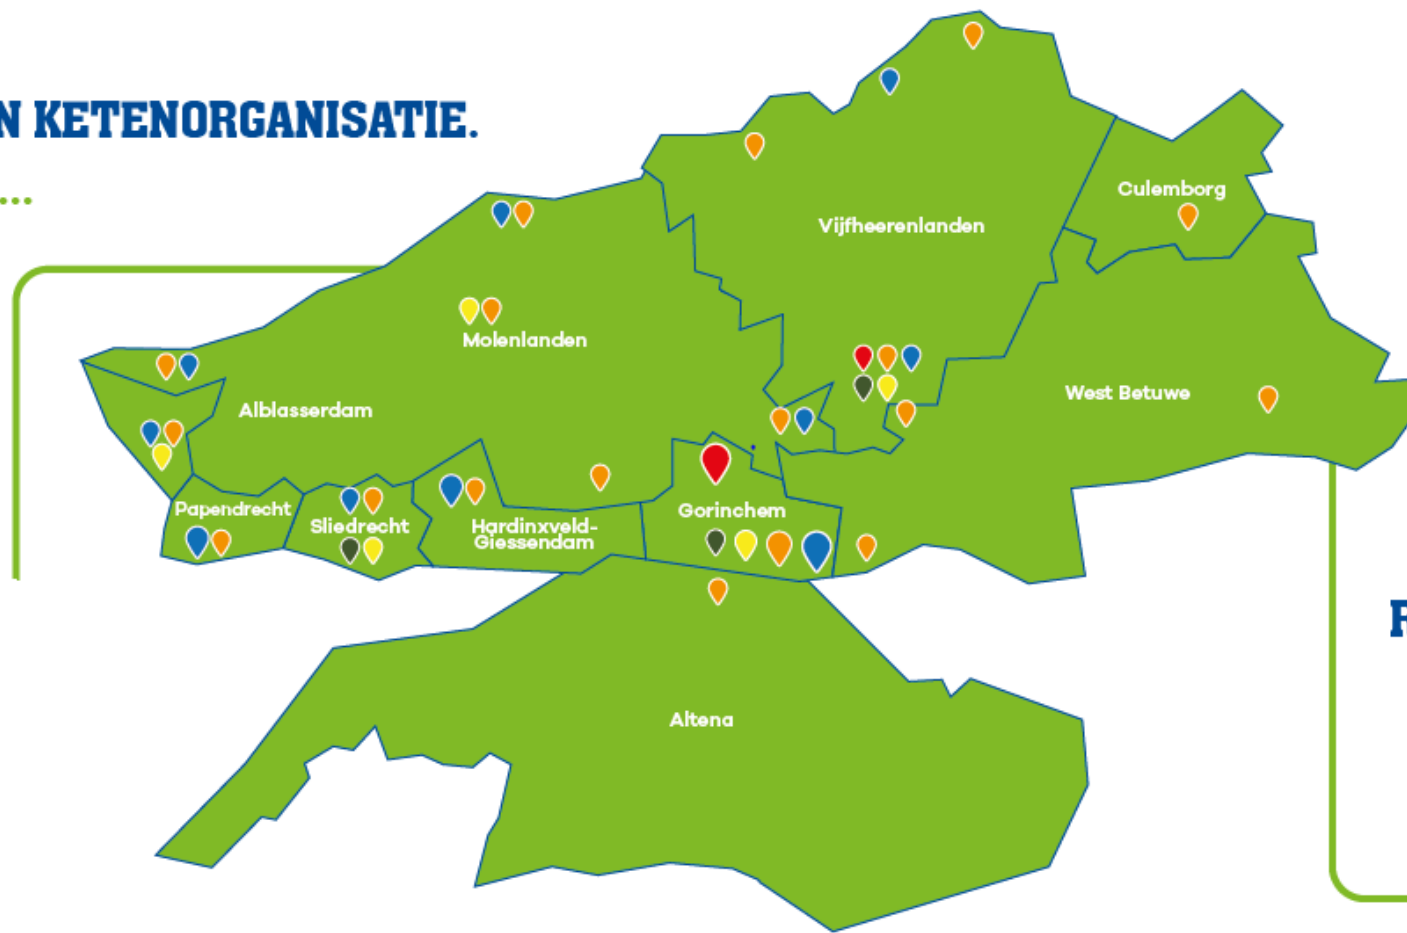 N KETENORGANISATIE.
Culemborg
Vijfheerenlanden
Molenlanden
West Betuwe
Alblasserdam
Papendrecht
Sliedrecht
Hardinxveld-
Giessendam
Gorinchem
R
Altena